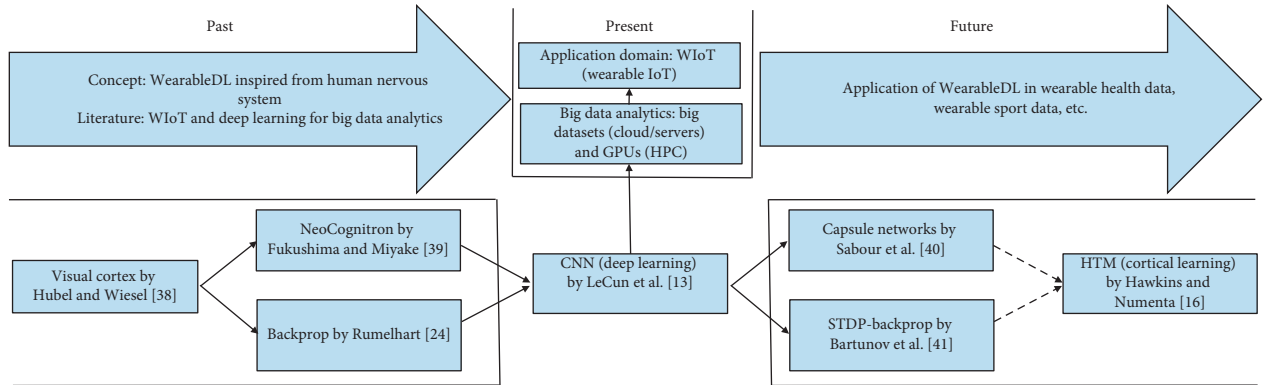 Past
Concept: WearableDL inspired from human nervous
system
Literature: WIoT and deep learning for big data analytics
Present
Application domain: WIoT
(wearable IoT)
Big data analytics: big
datasets (cloud/servers)
and GPUs (HPC)
Future
Application of WearableDL in wearable health data,
wearable sport data, etc.
Visual cortex by
Hubel and Wiesel [38]
NeoCognitron by
Fukushima and Miyake [39]
Backprop by Rumelhart [24]
CNN (deep learning)
by LeCun et al. [13]
Capsule networks by
Sabour et al. [40]
STDP-backprop by
Bartunov et al. [41]
HTM (cortical learning)
by Hawkins and
Numenta [16]